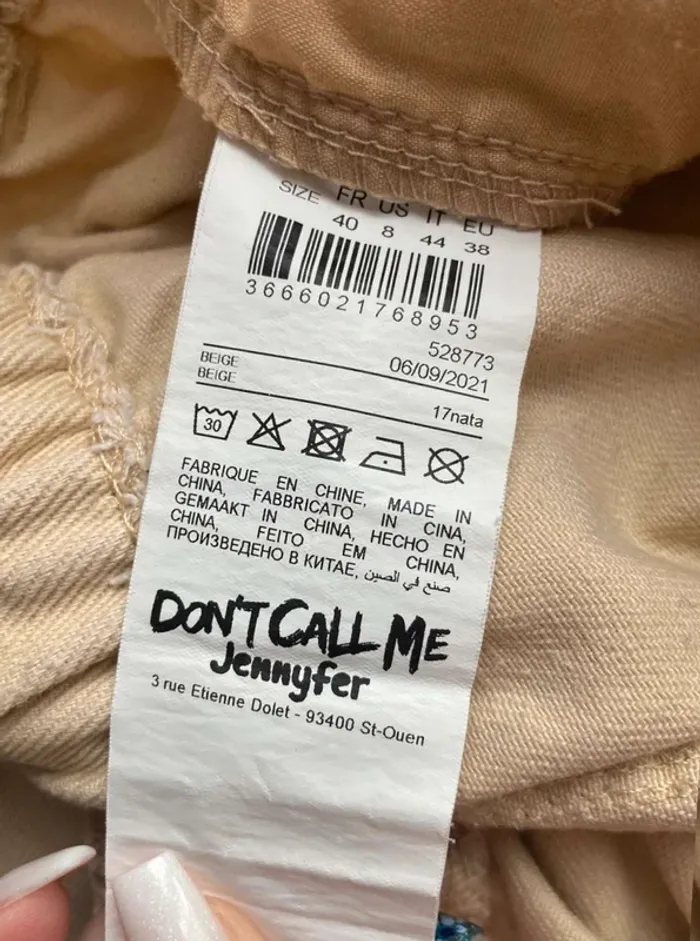 SIZE FR US IT EU
40 8 44 38
3666021768953
528773
06/09/2021
BEIGE
BEIGE
17nata
30
FABRIQUE EN CHINE, MADE IN
CHINA, FABBRICATO IN CINA,
GEMAAKT IN CHINA, HECHO EN
CHINA, FEITO EM CHINA,
ПРОИЗВЕДЕНО В КИТАЕ, صنع في الصين
DON'T CALL ME
Jennyfer
3 rue Etienne Dolet - 93400 St-Ouen